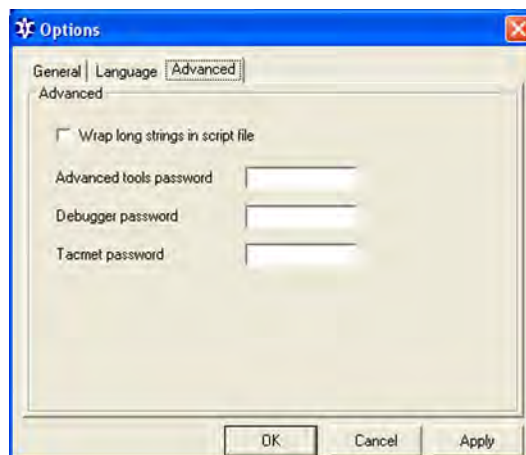 Options
General Language Advanced
Advanced
Wrap long strings in script file
Advanced tools password
Debugger password
Tacmet password
OK Cancel Apply